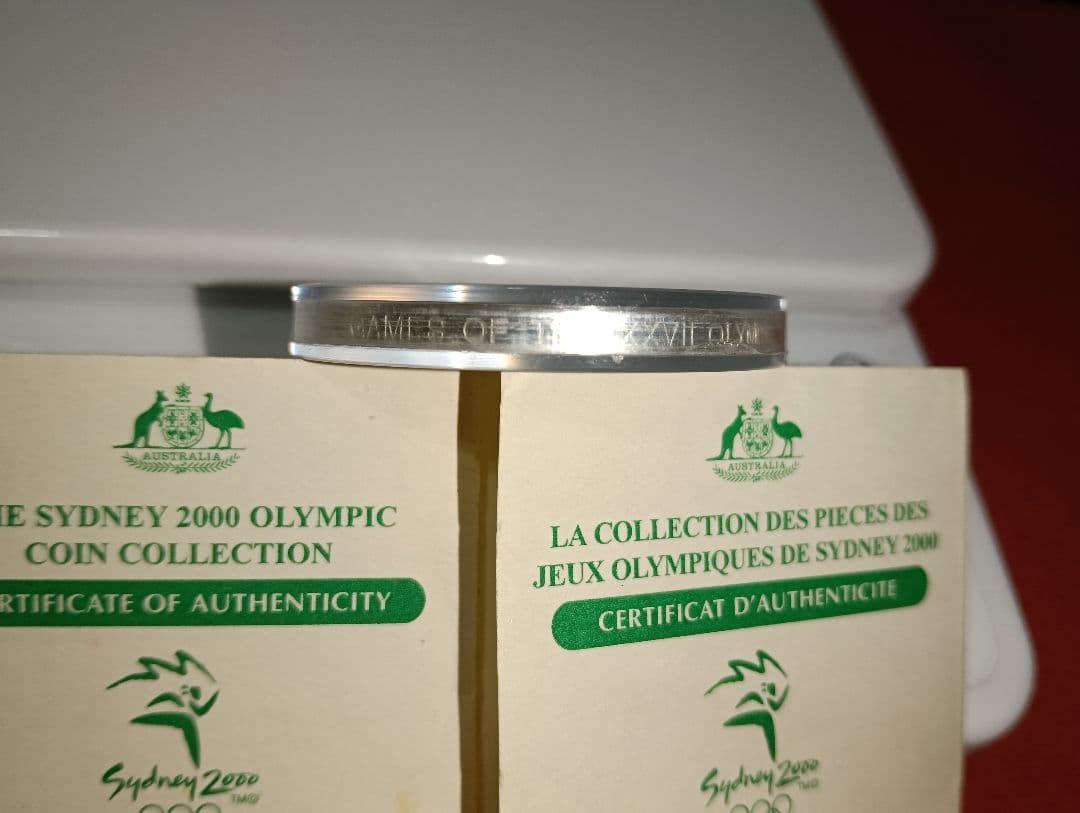 GAMES OF XXVII OLYM
AUSTRALIA
E SYDNEY 2000 OLYMPIC
COIN COLLECTION
RTIFICATE OF AUTHENTICITY
Sydney 2000
AUSTRALIA
LA COLLECTION DES PIECES DES
JEUX OLYMPIQUES DE SYDNEY 2000
CERTIFICAT D'AUTHENTICITE
Sydney 2000